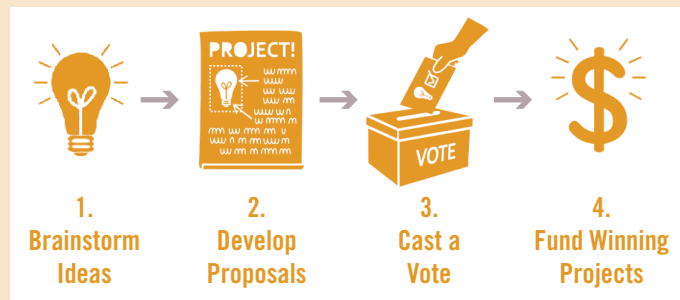 PROJECT!
VOTE
1.
Brainstorm
Ideas
2.
Develop
Proposals
3.
Cast a
Vote
4.
Fund Winning
Projects